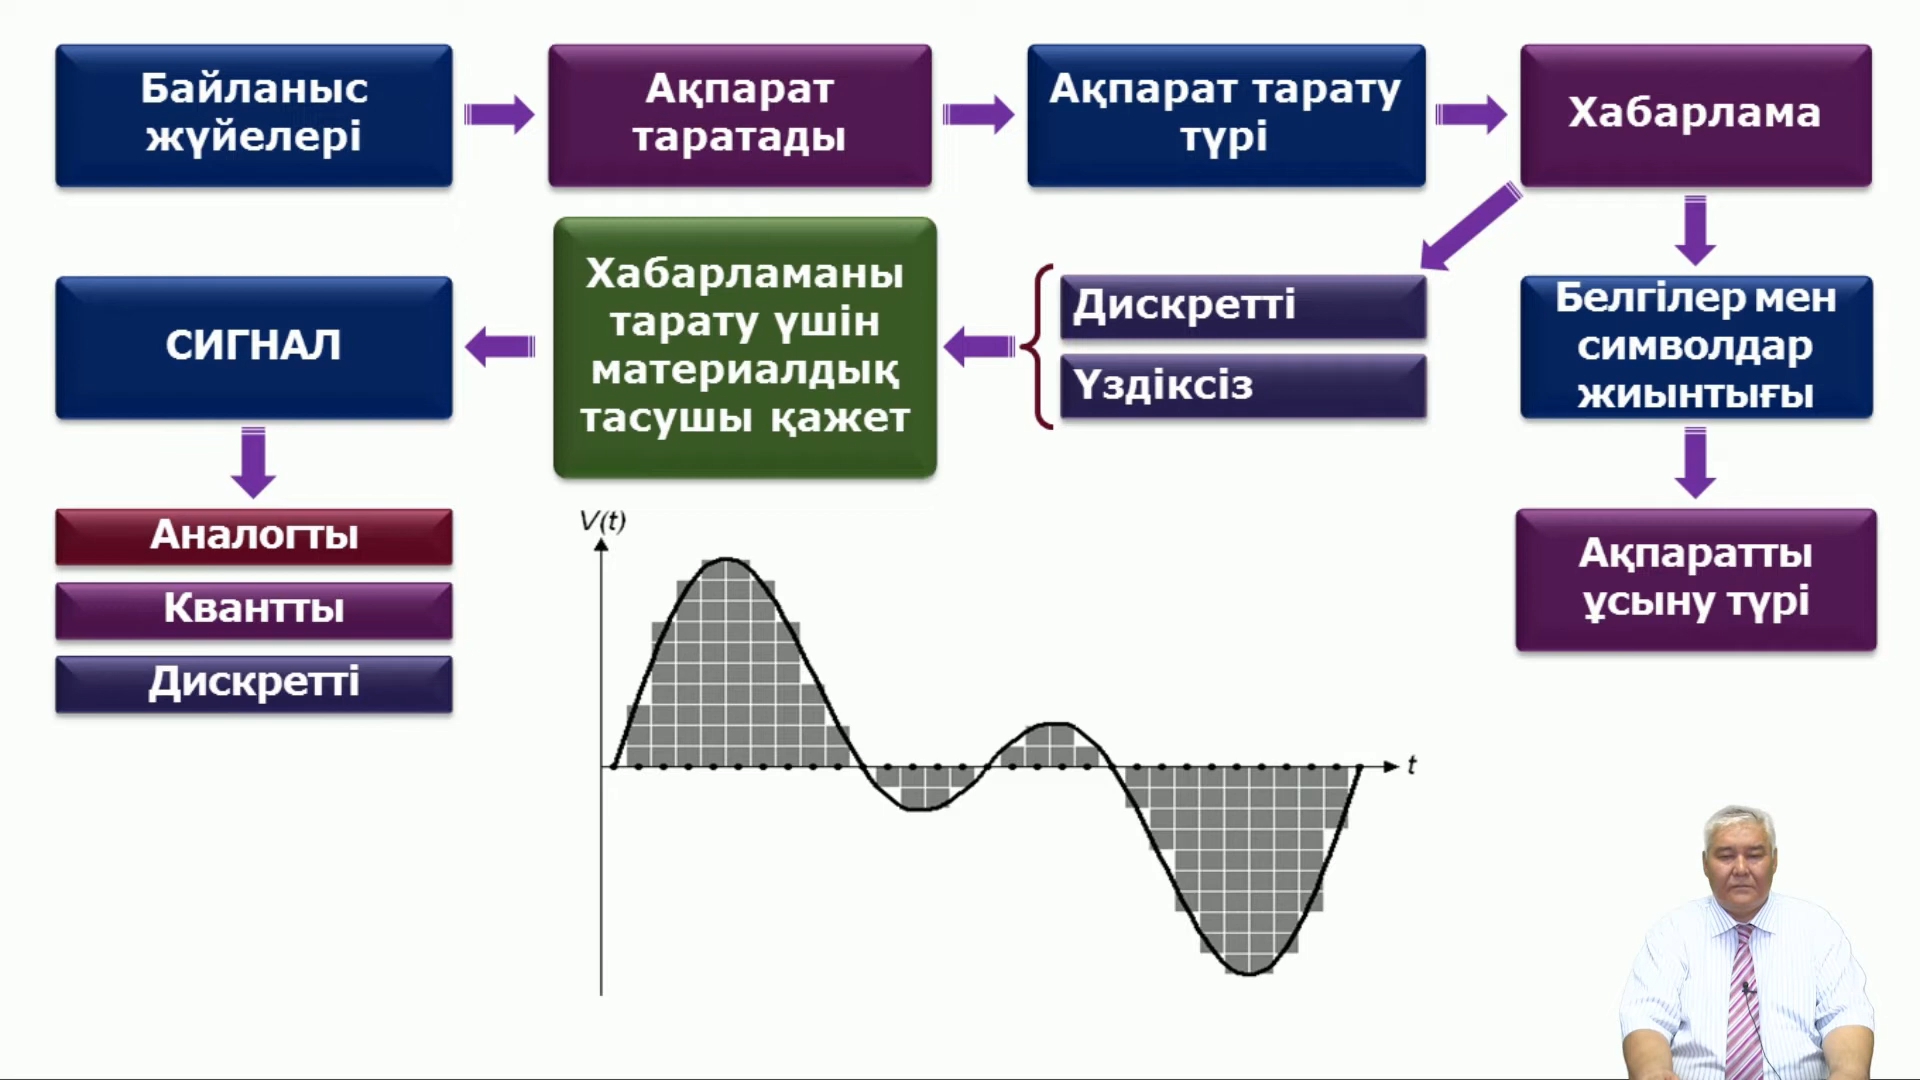 Байланыс
жүйелері
Ақпарат
таратады
Ақпарат тарату
түрі
Хабарлама
Хабарламаны
тарату үшін
материалдық
тасушы қажет
СИГНАЛ
Дискретті
Үздіксіз
Белгілер мен
символдар
жиынтығы
Аналогты
Квантты
Дискретті
Ақпаратты
ұсыну түрі
V(t)
t